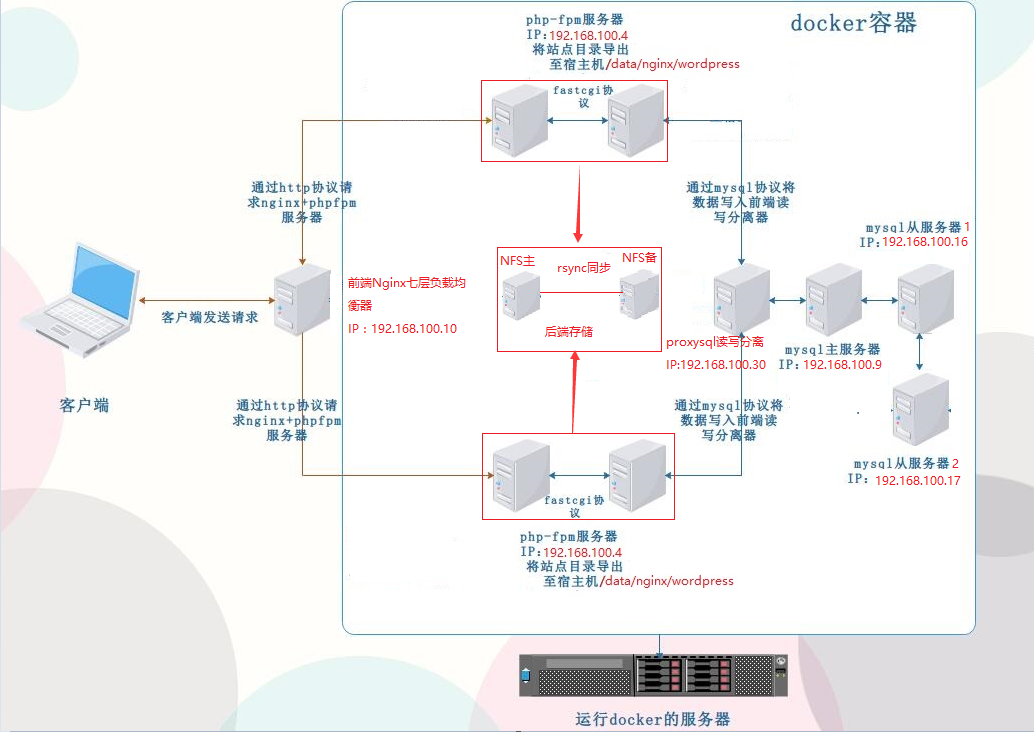 docker容器
php-fpm服务器
IP:192.168.100.4
将站点目录导出
至宿主机/data/nginx/wordpress
fastcgi协
议
通过http协议请
求nginx+phpfpm
服务器
通过mysql协议将
数据写入前端读
写分离器
mysql从服务器1
IP:192.168.100.16
NFS主
rsync同步
NFS备
后端存储
前端Nginx七层负载均
衡器
IP：192.168.100.10
客户端发送请求
客户端
proxysql读写分离
IP:192.168.100.30
mysql主服务器
IP：192.168.100.9
通过http协议请
求nginx+phpfpm
服务器
通过mysql协议将
数据写入前端读
写分离器
mysql从服务器2
IP：192.168.100.17
fastcgi协
议
php-fpm服务器
IP:192.168.100.4
将站点目录导出
至宿主机/data/nginx/wordpress
运行docker的服务器